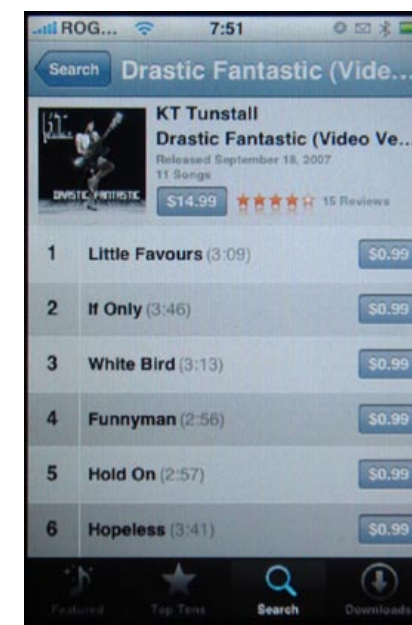 ROG... 7:51
Search Drastic Fantastic (Vide...
KT Tunstall
Drastic Fantastic (Video Ve...
Released September 18, 2007
11 Songs
$14.99 15 Reviews
DRASTIC FANTASTIC
1 Little Favours (3:09) $0.99
2 If Only (3:46) $0.99
3 White Bird (3:13) $0.99
4 Funnyman (2:56) $0.99
5 Hold On (2:57) $0.99
6 Hopeless (3:41) $0.99
Featured Top Tens Search Downloads